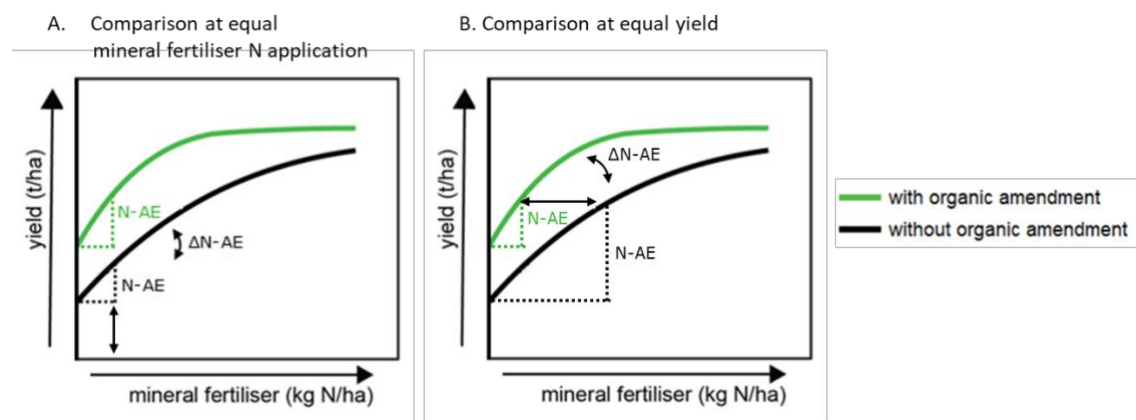 A. Comparison at equal
mineral fertiliser N application
yield (t/ha)
N-AE
ΔN-AE
N-AE
mineral fertiliser (kg N/ha)
B. Comparison at equal yield
yield (t/ha)
ΔN-AE
N-AE
N-AE
mineral fertiliser (kg N/ha)
with organic amendment
without organic amendment